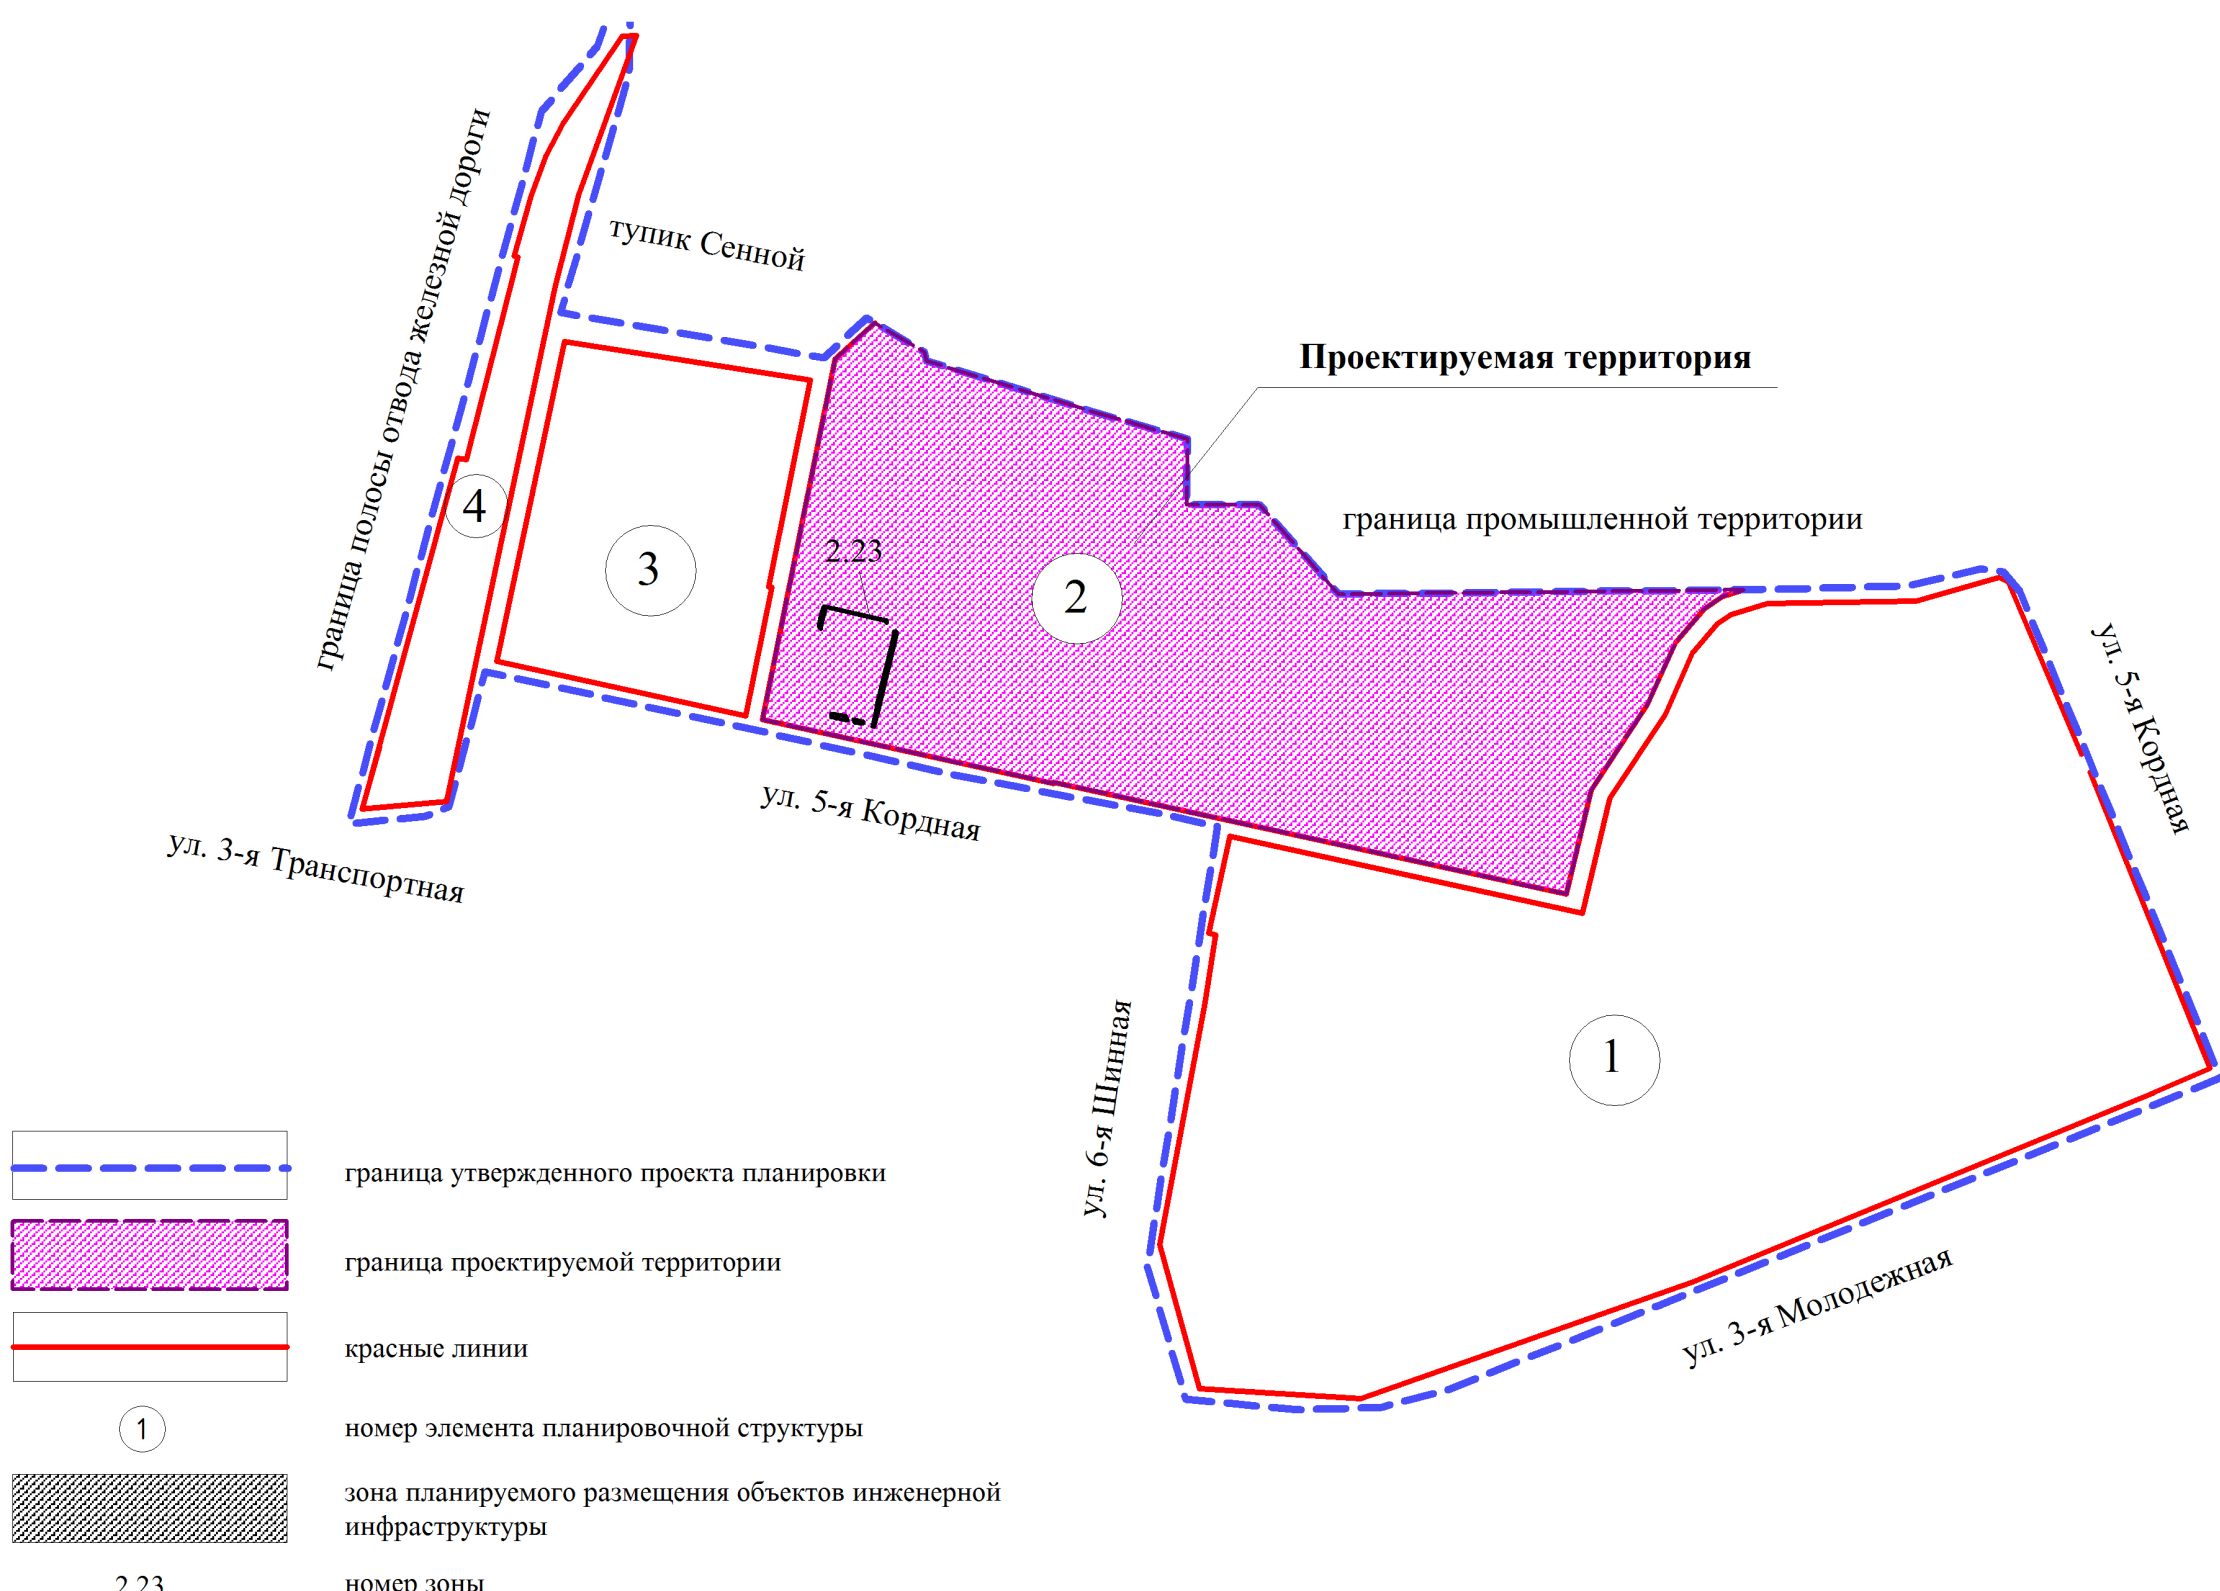 тупик Сенной
граница полосы отвода железной дороги
Проектируемая территория
4
3
2.23
2
граница промышленной территории
ул. 5-я Кордная
ул. 5-я Кордная
ул. 3-я Транспортная
ул. 6-я Шинная
1
ул. 3-я Молодежная
граница утвержденного проекта планировки
граница проектируемой территории
красные линии
1
номер элемента планировочной структуры
зона планируемого размещения объектов инженерной
инфраструктуры
2.23
номер зоны